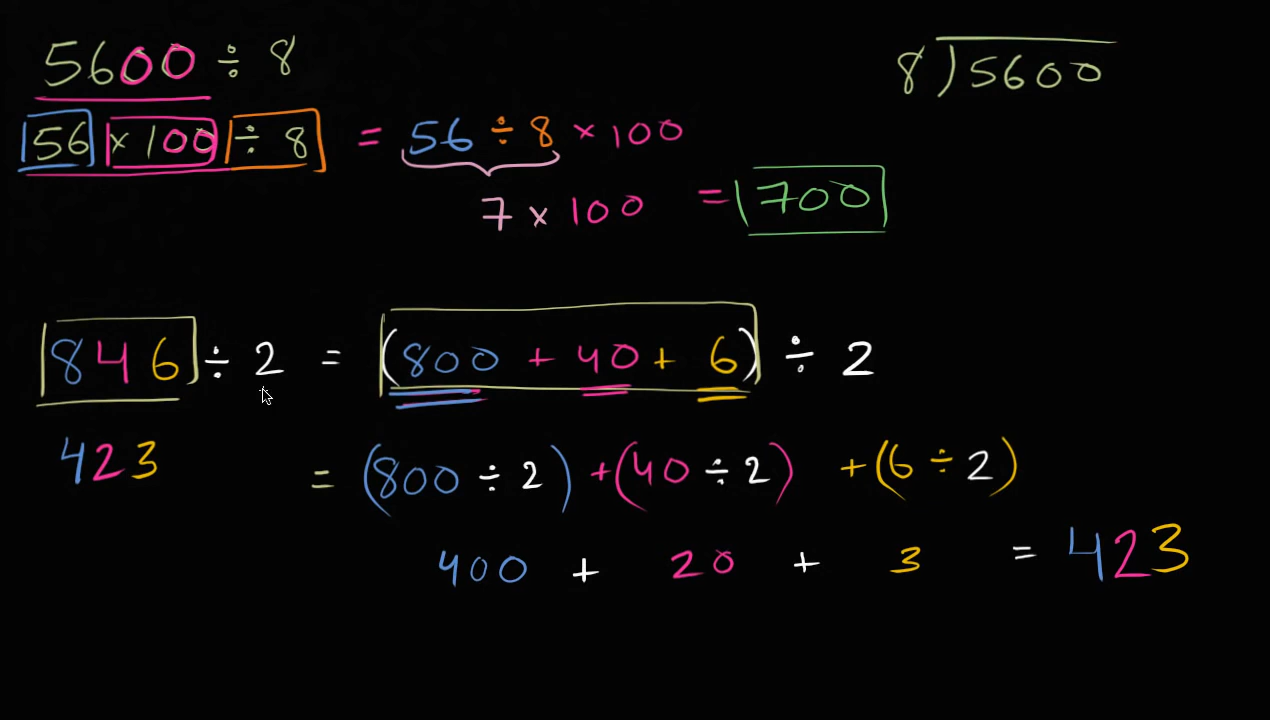 5600 ÷ 8
8)5600
56 × 100 ÷ 8 = 56 ÷ 8 × 100
7 × 100 = 700
846 ÷ 2 = (800 + 40 + 6) ÷ 2
423 = (800 ÷ 2) + (40 ÷ 2) + (6 ÷ 2)
400 + 20 + 3 = 423